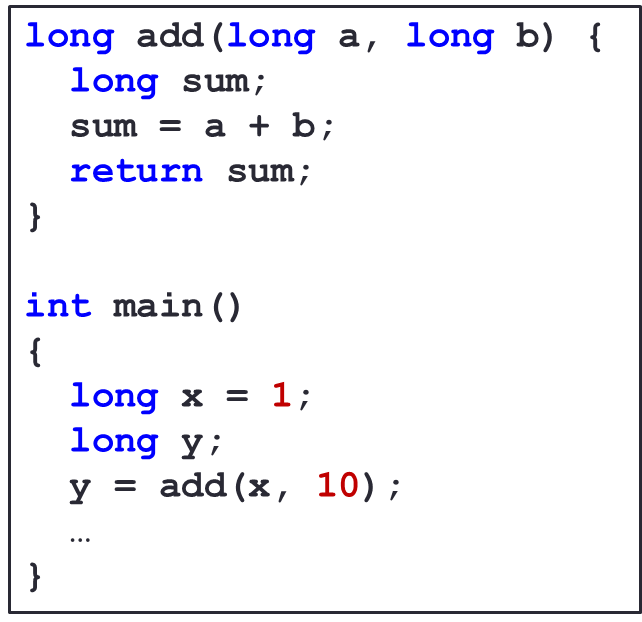 long add(long a, long b) {
  long sum;
  sum = a + b;
  return sum;
}

int main()
{
  long x = 1;
  long y;
  y = add(x, 10);
  …
}